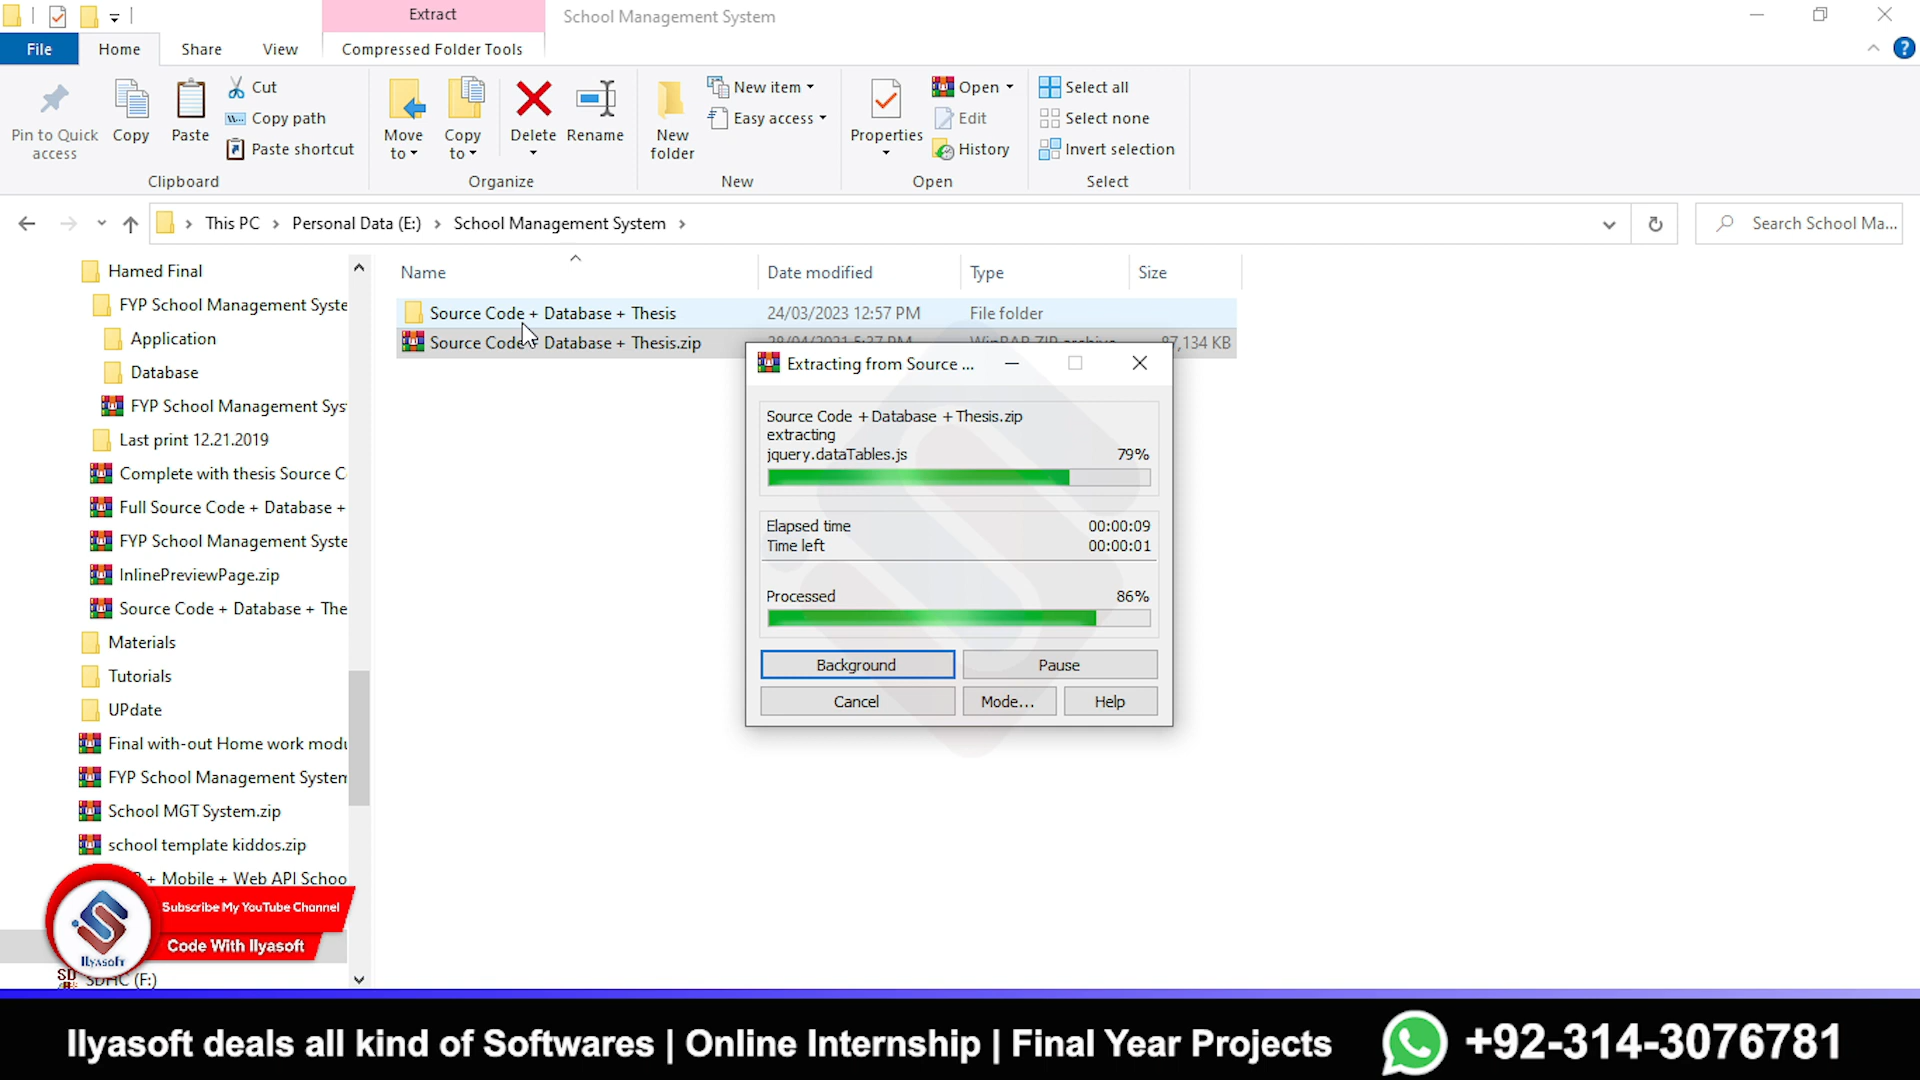 Extract
School Management System
File
Home
Share
View
Compressed Folder Tools
Pin to Quick
access
Copy
Paste
Cut
Copy path
Paste shortcut
Clipboard
Move
to
Copy
to
Delete
Rename
Organize
New
folder
New item
Easy access
New
Properties
Open
Edit
History
Open
Select all
Select none
Invert selection
Select
This PC
Personal Data (E:)
School Management System
Search School Ma...
Hamed Final
FYP School Management Syste
Application
Database
FYP School Management Sys
Last print 12.21.2019
Complete with thesis Source C
Full Source Code + Database +
FYP School Management Syste
InlinePreviewPage.zip
Source Code + Database + The
Materials
Tutorials
UPdate
Final with-out Home work modu
FYP School Management System
School MGT System.zip
school template kiddos.zip
+ Mobile + Web API Schoo
SDHC (F:)
Name
Date modified
Type
Size
Source Code + Database + Thesis
24/03/2023 12:57 PM
File folder
Source Code + Database + Thesis.zip
28/04/2021 5:37 PM
WinRAR ZIP archive
87,134 KB
Extracting from Source ...
Source Code + Database + Thesis.zip
extracting
jquery.dataTables.js
79%
Elapsed time
00:00:09
Time left
00:00:01
Processed
86%
Background
Pause
Cancel
Mode...
Help
Subscribe My YouTube Channel
Code With Ilyasoft
Ilyasoft
Ilyasoft deals all kind of Softwares | Online Internship | Final Year Projects
+92-314-3076781